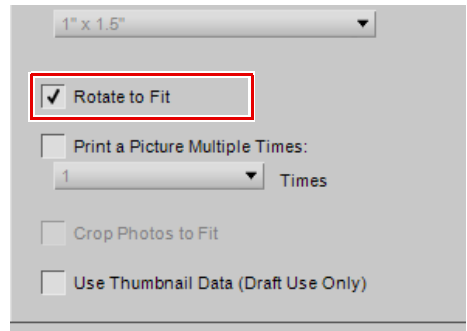 1" x 1.5"
Rotate to Fit
Print a Picture Multiple Times:
1 Times
Crop Photos to Fit
Use Thumbnail Data (Draft Use Only)